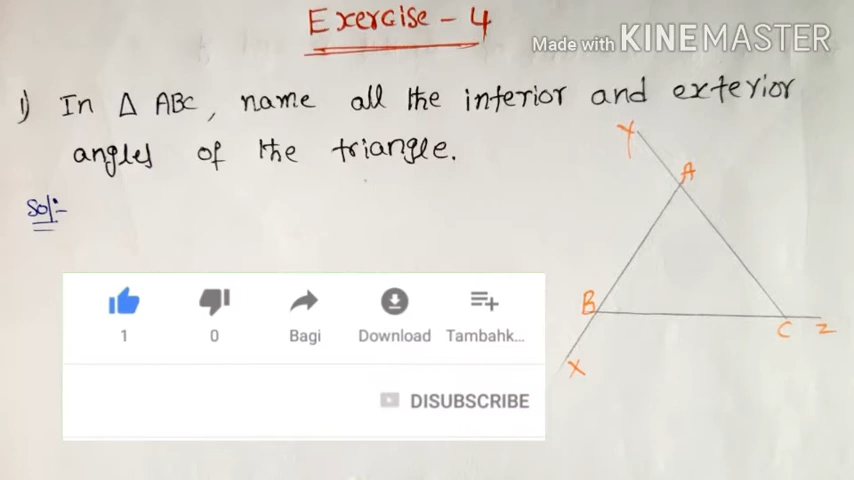 Exercise - 4
Made with KINEMASTER
1) In Δ ABC, name all the interior and exterior
angles of the triangle.
Sol:-
Y
A
B
C Z
X
1 0 Bagi Download Tambahk...
DISUBSCRIBE